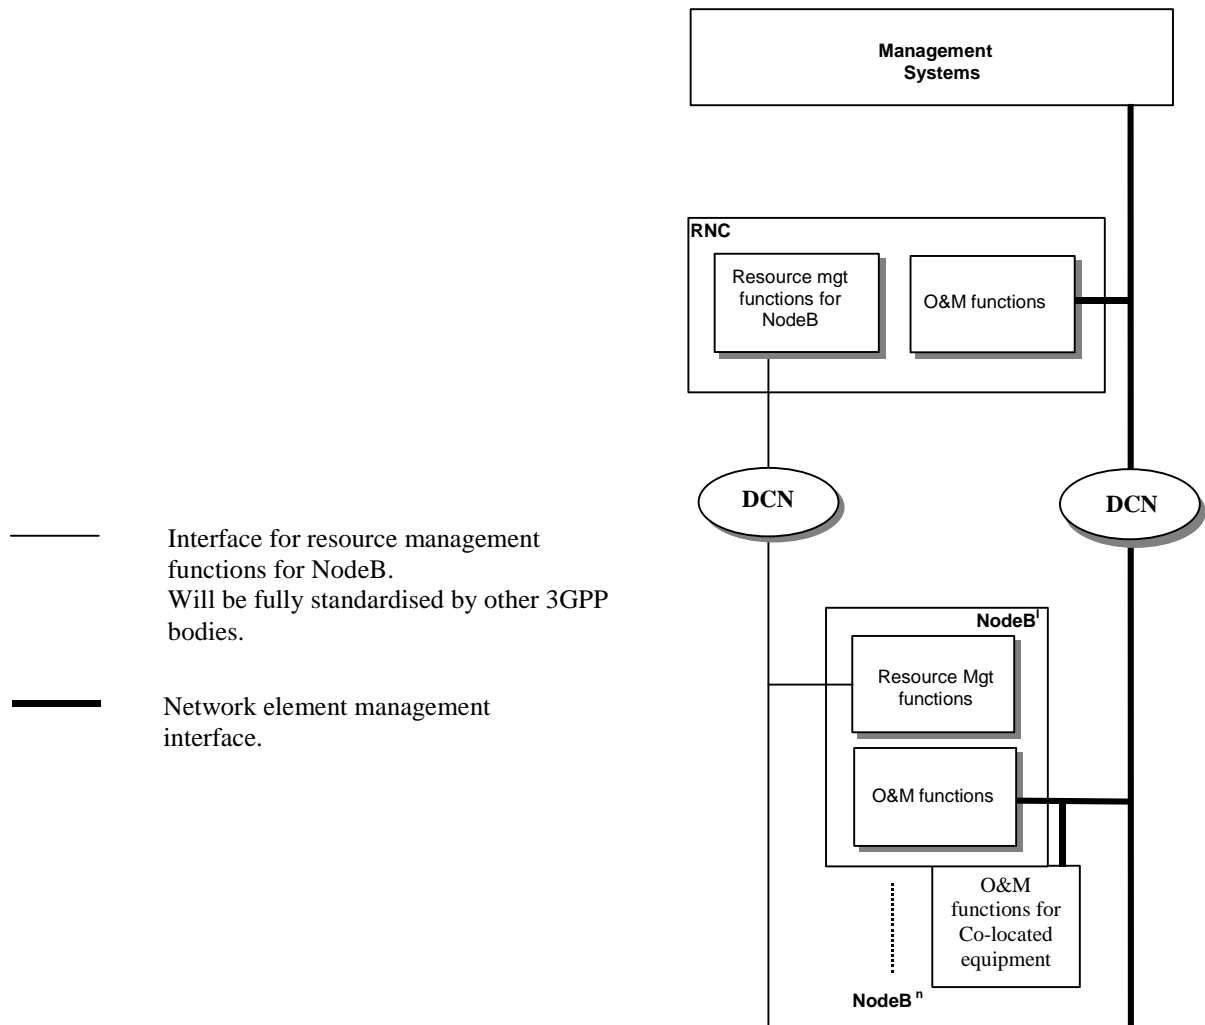 Management
Systems
RNC
Resource mgt
functions for
NodeB
O&M functions
DCN
DCN
Interface for resource management
functions for NodeB.
Will be fully standardised by other 3GPP
bodies.
NodeB l
Resource Mgt
functions
Network element management
interface.
O&M functions
O&M
functions for
Co-located
equipment
NodeB n